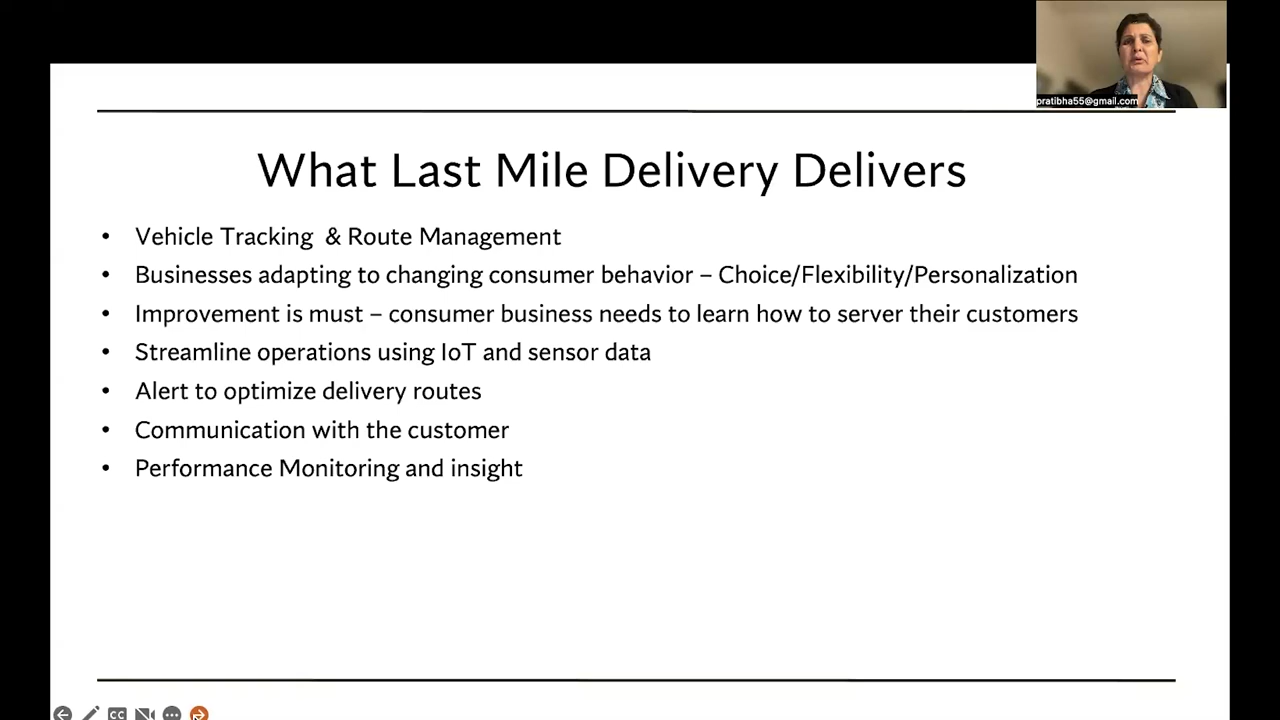 pratibha55@gmail.com
What Last Mile Delivery Delivers
• Vehicle Tracking & Route Management
• Businesses adapting to changing consumer behavior – Choice/Flexibility/Personalization
• Improvement is must – consumer business needs to learn how to server their customers
• Streamline operations using IoT and sensor data
• Alert to optimize delivery routes
• Communication with the customer
• Performance Monitoring and insight
CC